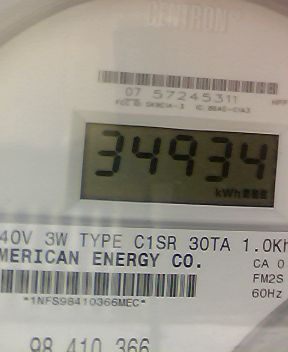 CENTRON
07 57245311
34934
kWh
40V 3W TYPE C1SR 30TA 1.0Kh
MERICAN ENERGY CO.
CA 0
FM2S
60Hz
*1NFS98410366MEC*
98 410 366